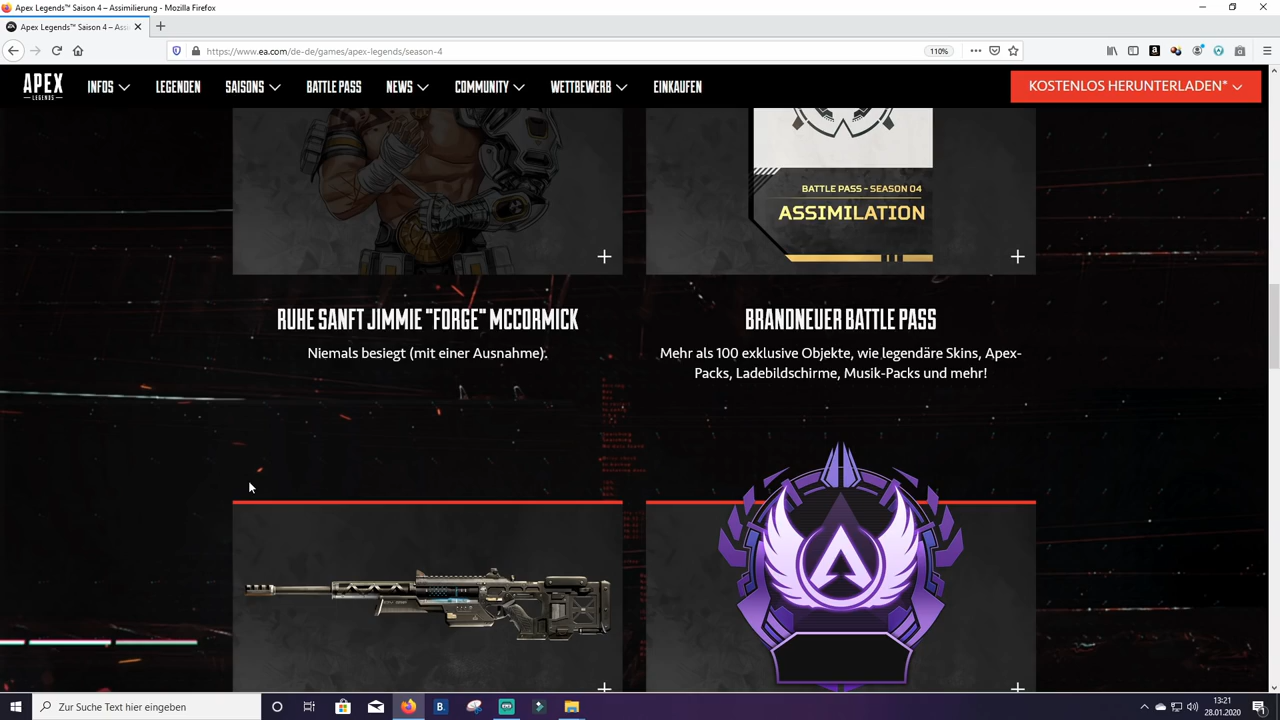 Apex Legends™ Saison 4 – Assimilierung - Mozilla Firefox
Apex Legends™ Saison 4 – Assi
https://www.ea.com/de-de/games/apex-legends/season-4
110%
APEX
LEGENDS
INFOS
LEGENDEN
SAISONS
BATTLE PASS
NEWS
COMMUNITY
WETTBEWERB
EINKAUFEN
KOSTENLOS HERUNTERLADEN*
BATTLE PASS – SEASON 04
ASSIMILATION
RUHE SANFT JIMMIE "FORGE" MCCORMICK
Niemals besiegt (mit einer Ausnahme).
BRANDNEUER BATTLE PASS
Mehr als 100 exklusive Objekte, wie legendäre Skins, Apex-
Packs, Ladebildschirme, Musik-Packs und mehr!
Zur Suche Text hier eingeben
13:21
28.01.2020